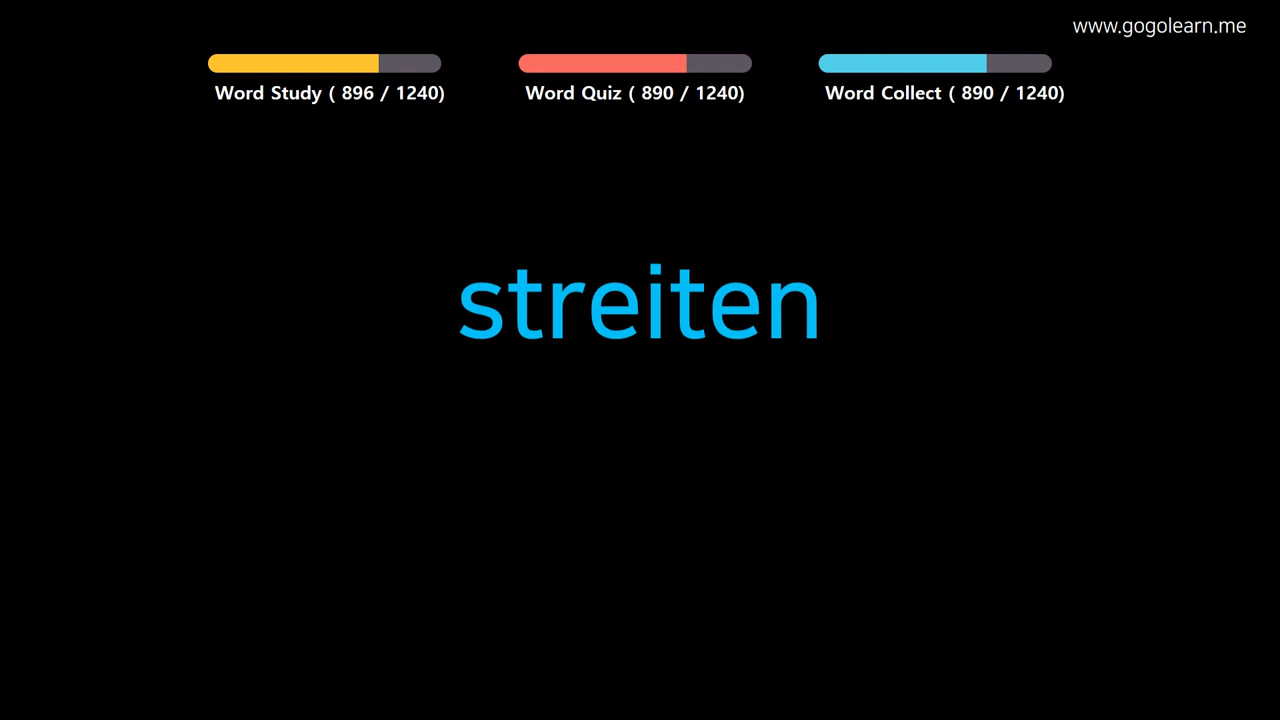 www.gogolearn.me
Word Study ( 896 / 1240)
Word Quiz ( 890 / 1240)
Word Collect ( 890 / 1240)
streiten